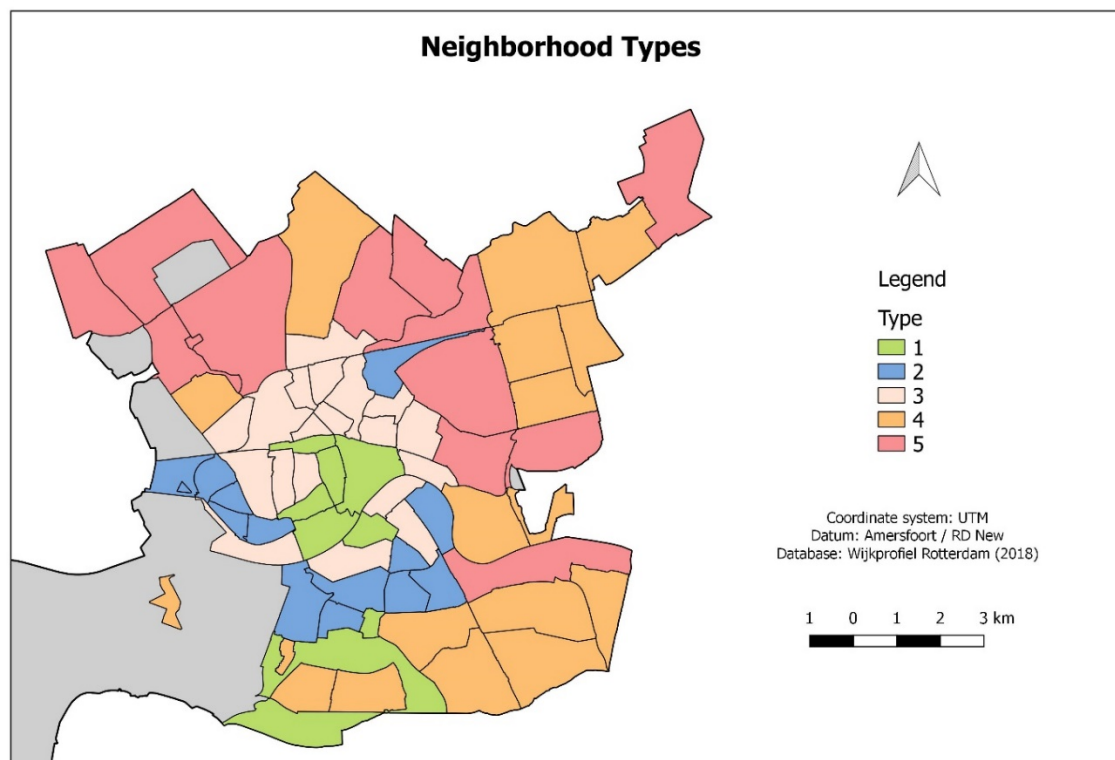 Neighborhood Types
Legend
Type
1
2
3
4
5
Coordinate system: UTM
Datum: Amersfoort / RD New
Database: Wijkprofiel Rotterdam (2018)
1 0 1 2 3 km